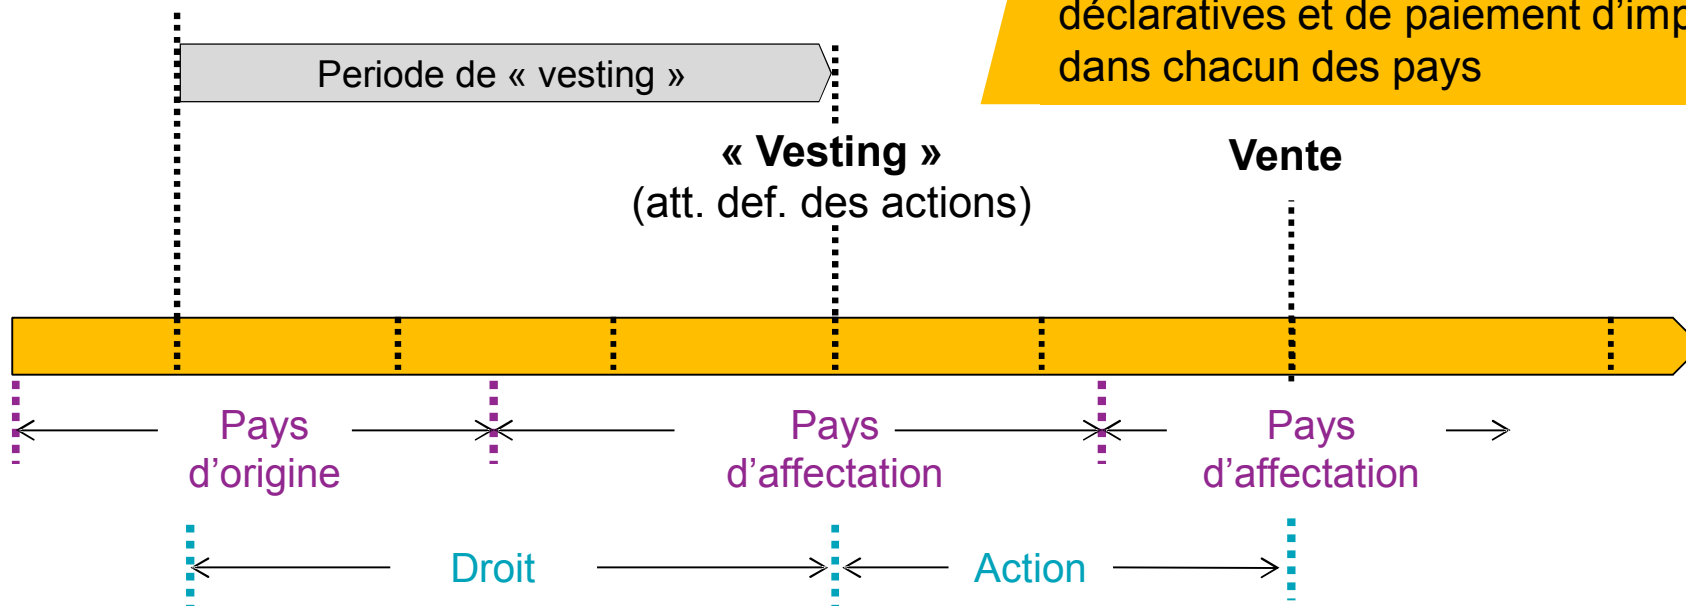 déclaratives et de paiement d’imp
dans chacun des pays
Periode de « vesting »
« Vesting »
(att. def. des actions)
Vente
Pays
d’origine
Pays
d’affectation
Pays
d’affectation
Droit
Action